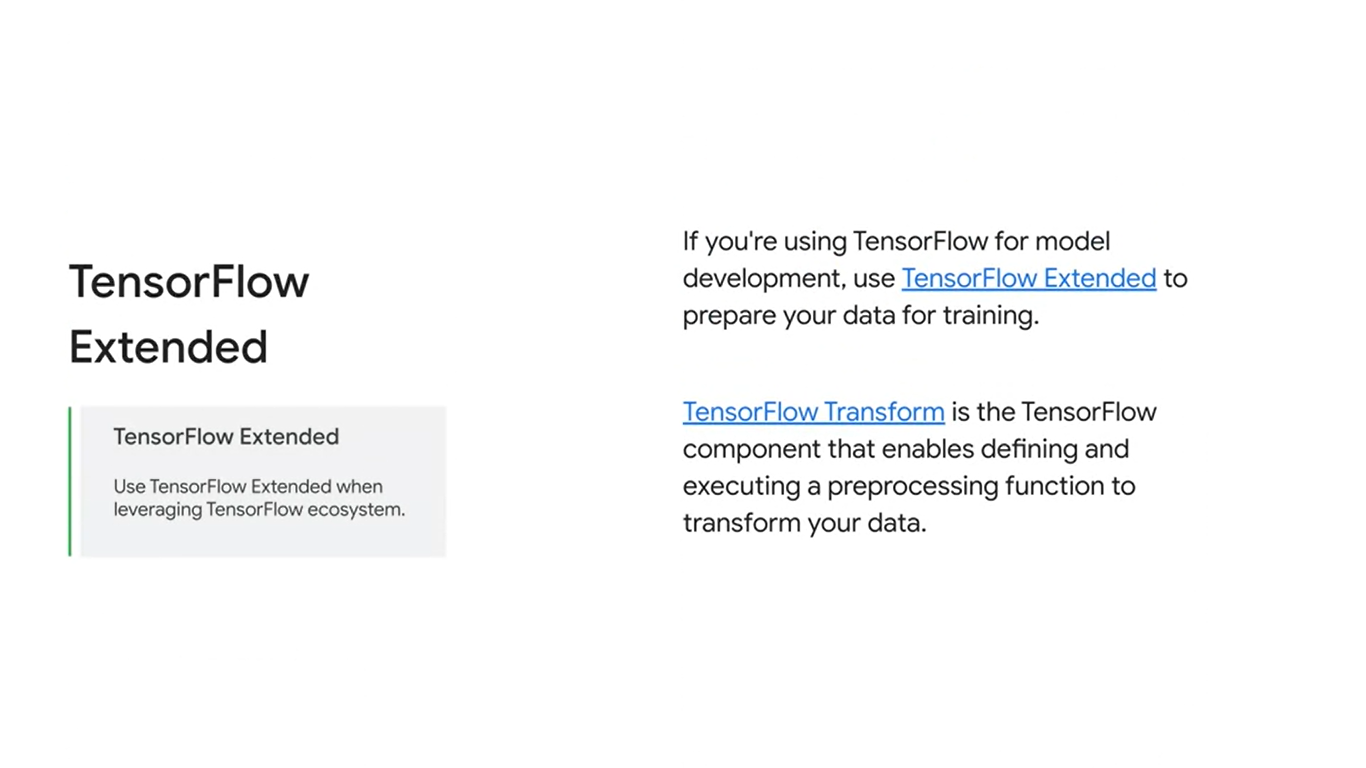 TensorFlow
Extended
TensorFlow Extended
Use TensorFlow Extended when
leveraging TensorFlow ecosystem.
If you're using TensorFlow for model
development, use TensorFlow Extended to
prepare your data for training.
TensorFlow Transform is the TensorFlow
component that enables defining and
executing a preprocessing function to
transform your data.